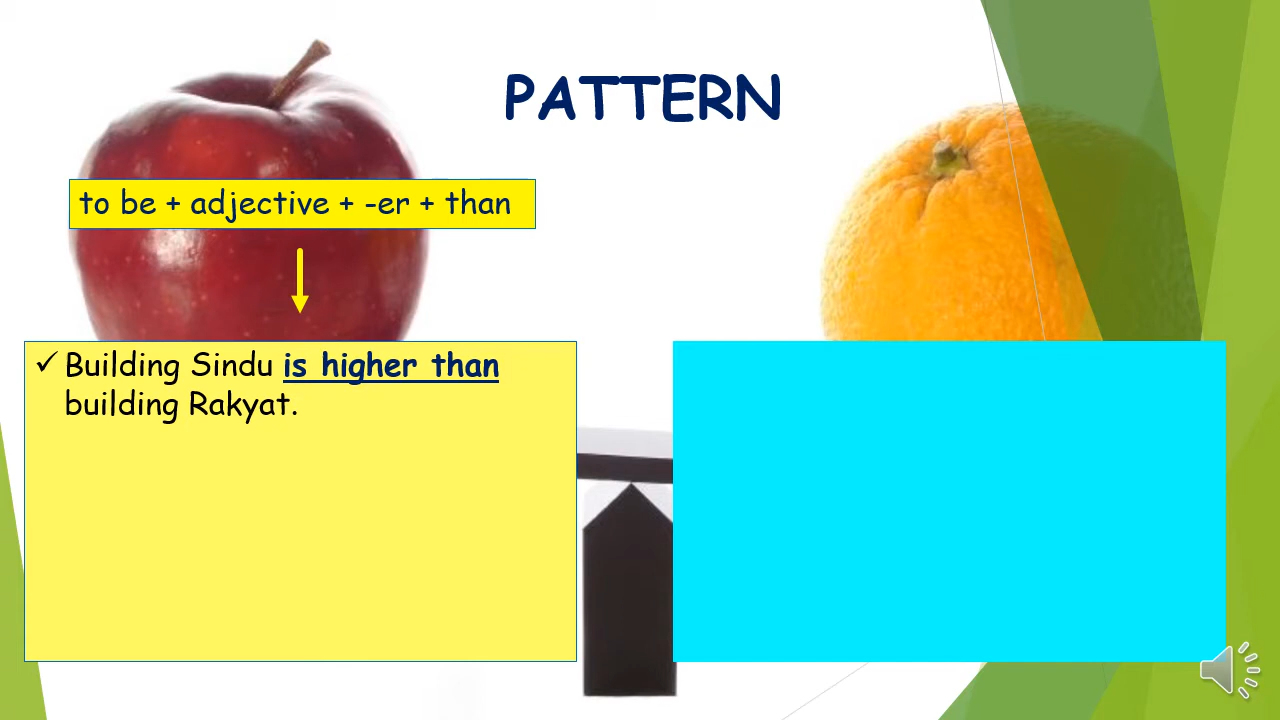 PATTERN
to be + adjective + -er + than
✓ Building Sindu is higher than
building Rakyat.